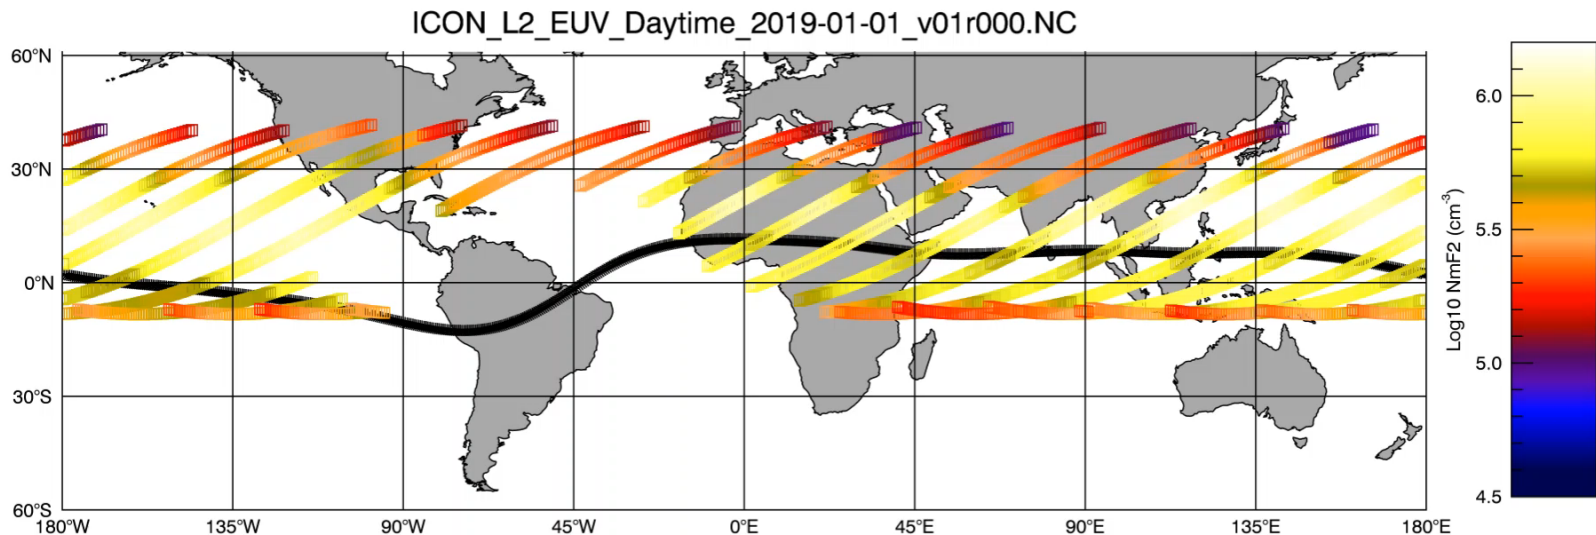 ICON_L2_EUV_Daytime_2019-01-01_v01r000.NC
60°N
30°N
0°N
30°S
60°S
180°W
135°W
90°W
45°W
0°E
45°E
90°E
135°E
180°E
6.0
5.5
5.0
4.5
Log10 NmF2 (cm⁻³)